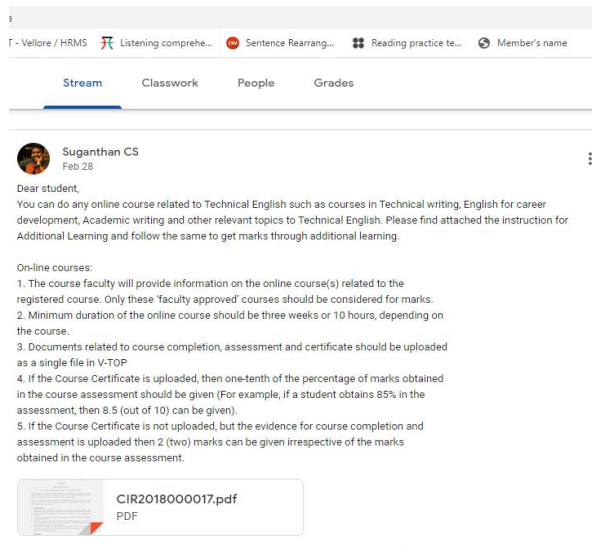 T - Vellore / HRMS Listening comprehe... Sentence Rearrang... Reading practice te... Member's name
Stream Classwork People Grades
Suganthan CS
Feb 28
Dear student,
You can do any online course related to Technical English such as courses in Technical writing, English for career
development, Academic writing and other relevant topics to Technical English. Please find attached the instruction for
Additional Learning and follow the same to get marks through additional learning.
On-line courses:
1. The course faculty will provide information on the online course(s) related to the
registered course. Only these 'faculty approved' courses should be considered for marks.
2. Minimum duration of the online course should be three weeks or 10 hours, depending on
the course.
3. Documents related to course completion, assessment and certificate should be uploaded
as a single file in V-TOP
4. If the Course Certificate is uploaded, then one-tenth of the percentage of marks obtained
in the course assessment should be given (For example, if a student obtains 85% in the
assessment, then 8.5 (out of 10) can be given).
5. If the Course Certificate is not uploaded, but the evidence for course completion and
assessment is uploaded then 2 (two) marks can be given irrespective of the marks
obtained in the course assessment.
CIR2018000017.pdf
PDF